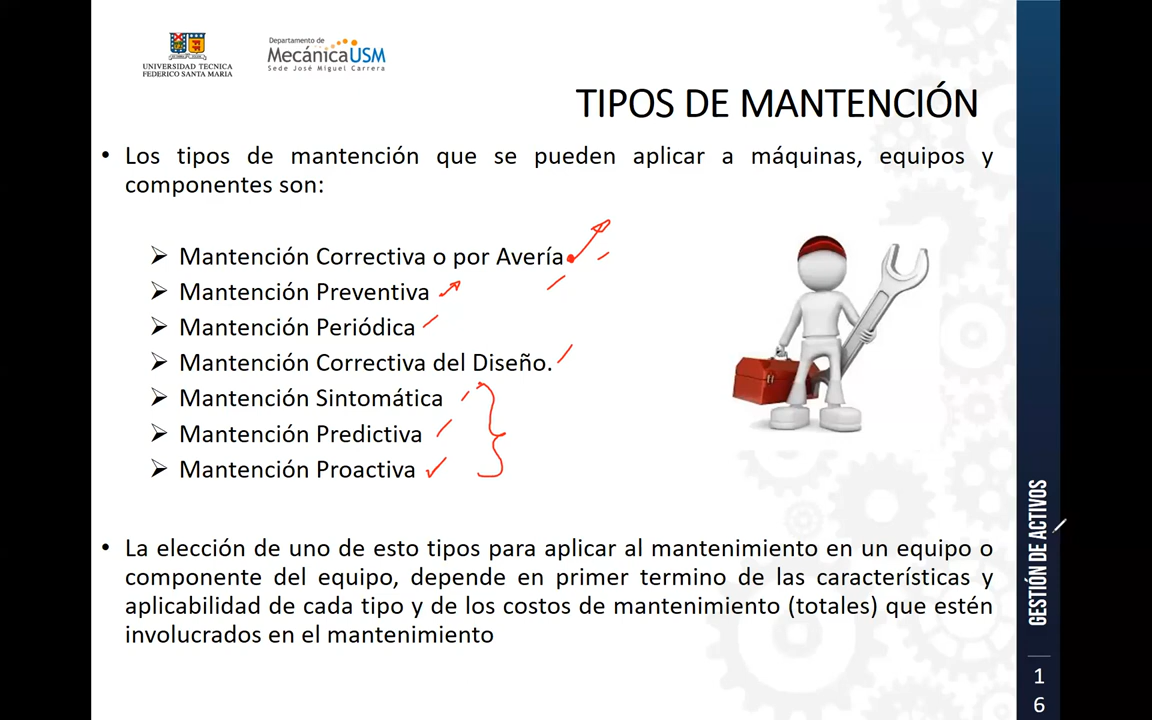 UNIVERSIDAD TECNICA
FEDERICO SANTA MARIA
Departamento de
MecánicaUSM
Sede José Miguel Carrera
TIPOS DE MANTENCIÓN
• Los tipos de mantención que se pueden aplicar a máquinas, equipos y
componentes son:
➢ Mantención Correctiva o por Avería
➢ Mantención Preventiva
➢ Mantención Periódica
➢ Mantención Correctiva del Diseño.
➢ Mantención Sintomática
➢ Mantención Predictiva
➢ Mantención Proactiva
• La elección de uno de esto tipos para aplicar al mantenimiento en un equipo o
componente del equipo, depende en primer termino de las características y
aplicabilidad de cada tipo y de los costos de mantenimiento (totales) que estén
involucrados en el mantenimiento
GESTIÓN DE ACTIVOS
1
6